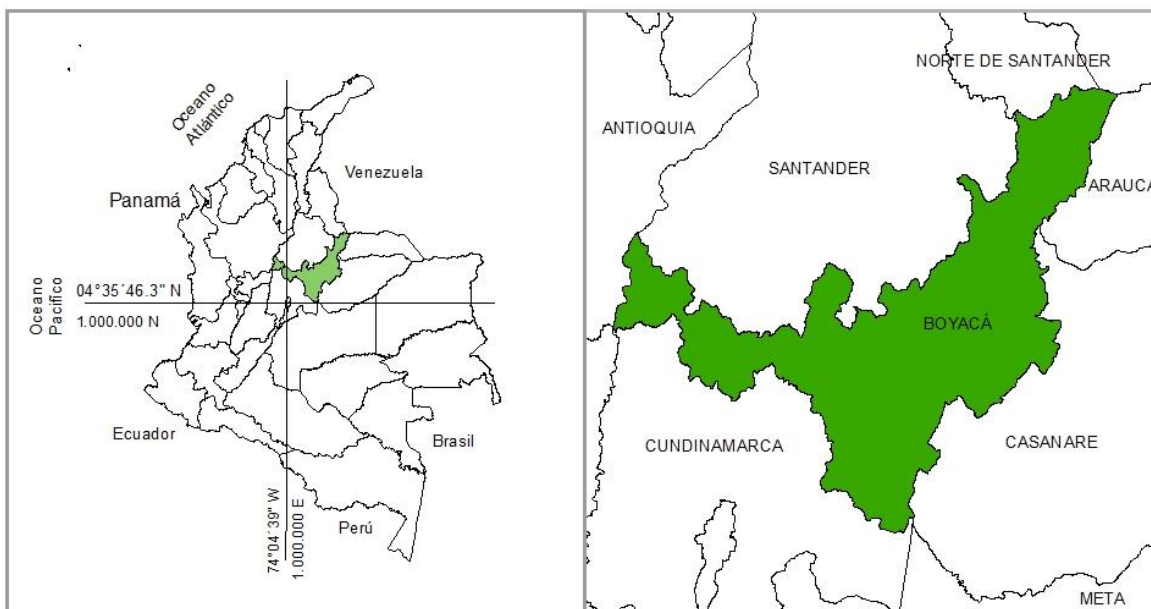 Oceano
Atlántico
Venezuela
Panamá
Oceano
Pacífico
04°35´46.3" N
1.000.000 N
Ecuador
Brasil
74°04´39" W
1.000.000 E
Perú
NORTE DE SANTANDER
ANTIOQUIA
SANTANDER
ARAUCA
BOYACÁ
CUNDINAMARCA
CASANARE
META